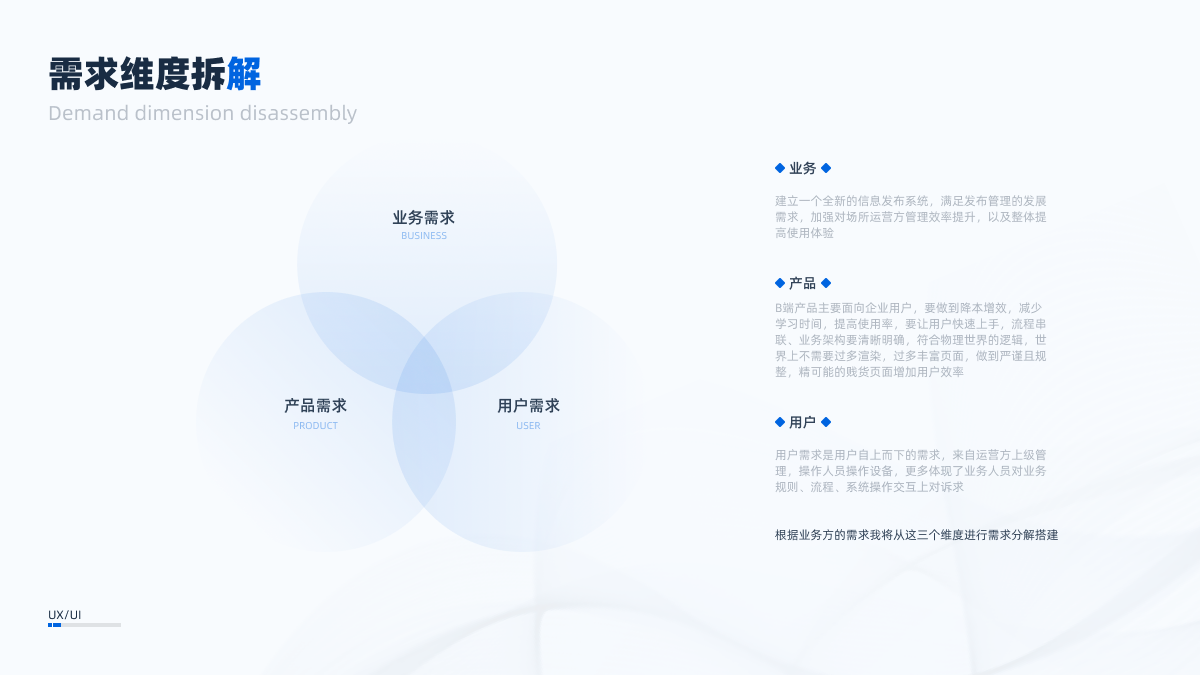 需求维度拆解
Demand dimension disassembly
业务需求
BUSINESS
产品需求
PRODUCT
用户需求
USER
业务
建立一个全新的信息发布系统，满足发布管理的发展
需求，加强对场所运营方管理效率提升，以及整体提
高使用体验
产品
B端产品主要面向企业用户，要做到降本增效，减少
学习时间，提高使用率，要让用户快速上手，流程串
联、业务架构要清晰明确，符合物理世界的逻辑，世
界上不需要过多渲染，过多丰富页面，做到严谨且规
整，精可能的贱货页面增加用户效率
用户
用户需求是用户自上而下的需求，来自运营方上级管
理，操作人员操作设备，更多体现了业务人员对业务
规则、流程、系统操作交互上对诉求
根据业务方的需求我将从这三个维度进行需求分解搭建
UX/UI